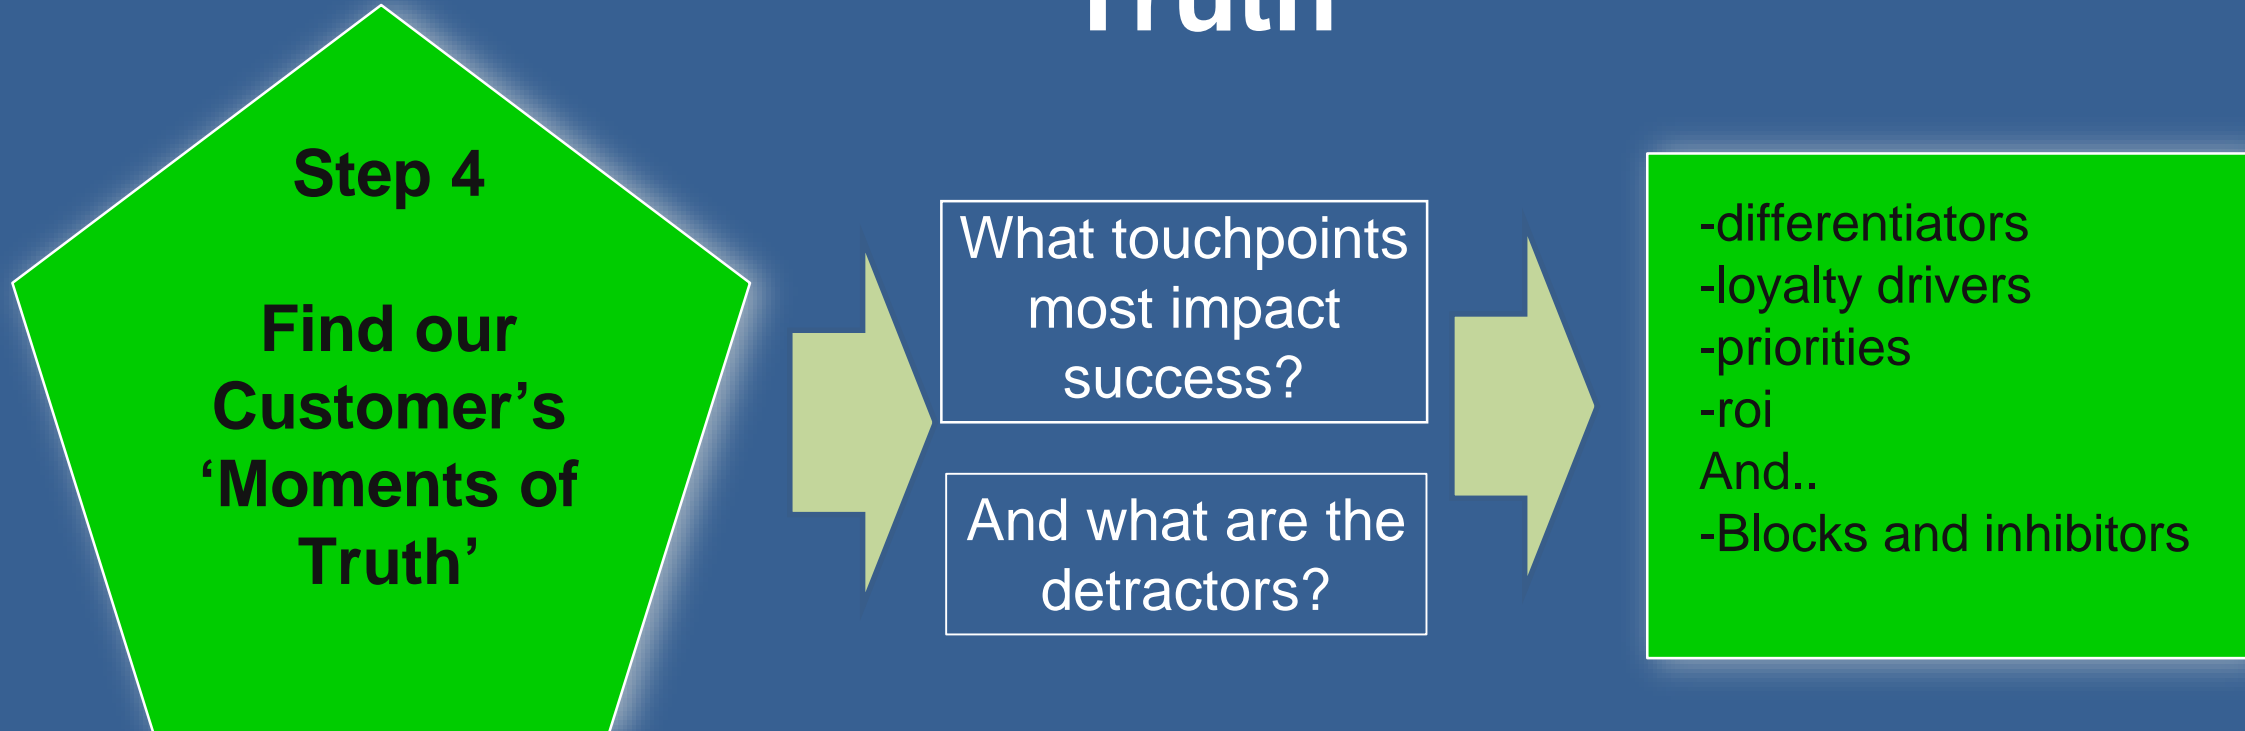 Truth
Step 4
Find our
Customer’s
‘Moments of
Truth’
What touchpoints
most impact
success?
And what are the
detractors?
-differentiators
-loyalty drivers
-priorities
-roi
And..
-Blocks and inhibitors